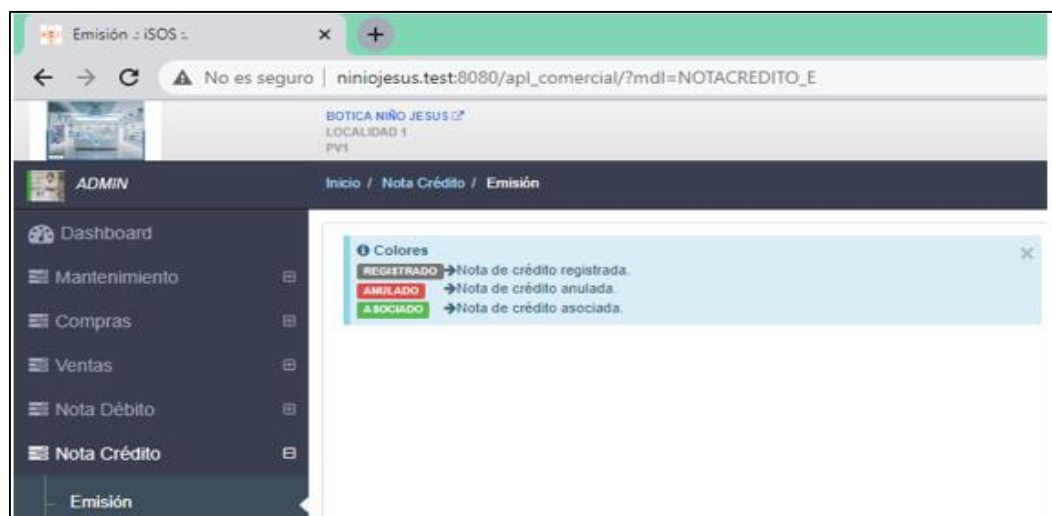 Emisión .: iSOS :.
No es seguro | niniojesus.test:8080/apl_comercial/?mdl=NOTACREDITO_E
BOTICA NIÑO JESUS
LOCALIDAD 1
PV1
ADMIN
Inicio / Nota Crédito / Emisión
Dashboard
Mantenimiento
Compras
Ventas
Nota Débito
Nota Crédito
Emisión
Colores
REGISTRADO Nota de crédito registrada.
ANULADO Nota de crédito anulada.
ASOCIADO Nota de crédito asociada.